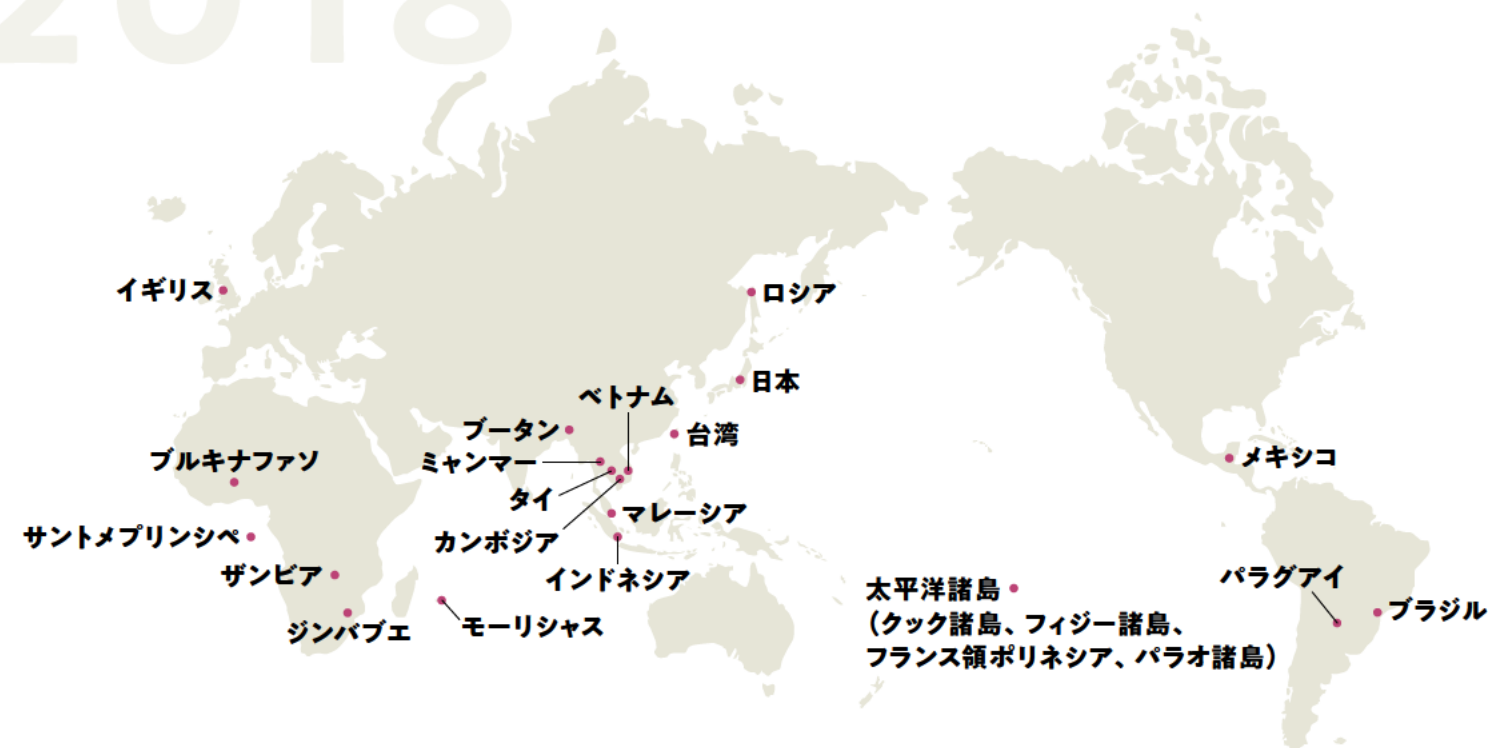 2018
イギリス
ロシア
日本
ベトナム
ブータン
台湾
ミャンマー
ブルキナファソ
メキシコ
タイ
マレーシア
サントメプリンシペ
カンボジア
ザンビア
インドネシア
パラグアイ
太平洋諸島
ブラジル
ジンバブエ
モーリシャス
（クック諸島、フィジー諸島、
フランス領ポリネシア、パラオ諸島）